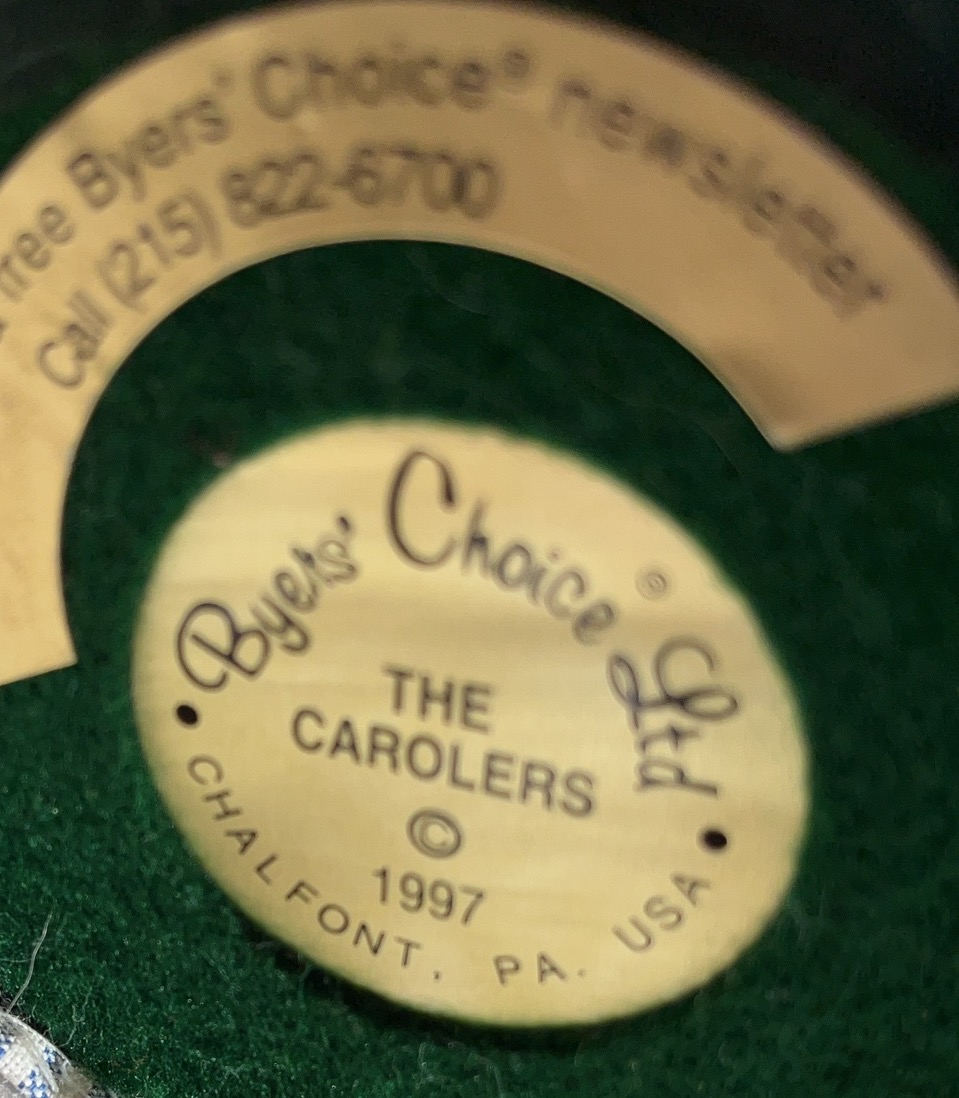 free Byers' Choice® newsletter
Call (215) 822-6700
Byers' Choice Ltd®
THE
CAROLERS
©
1997
• CHALFONT, PA. USA •